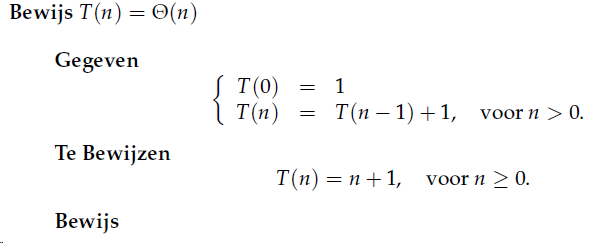 Bewijs T(n) = Θ(n)
Gegeven
T(0) = 1
T(n) = T(n − 1) + 1, voor n > 0.
Te Bewijzen
T(n) = n + 1, voor n ≥ 0.
Bewijs